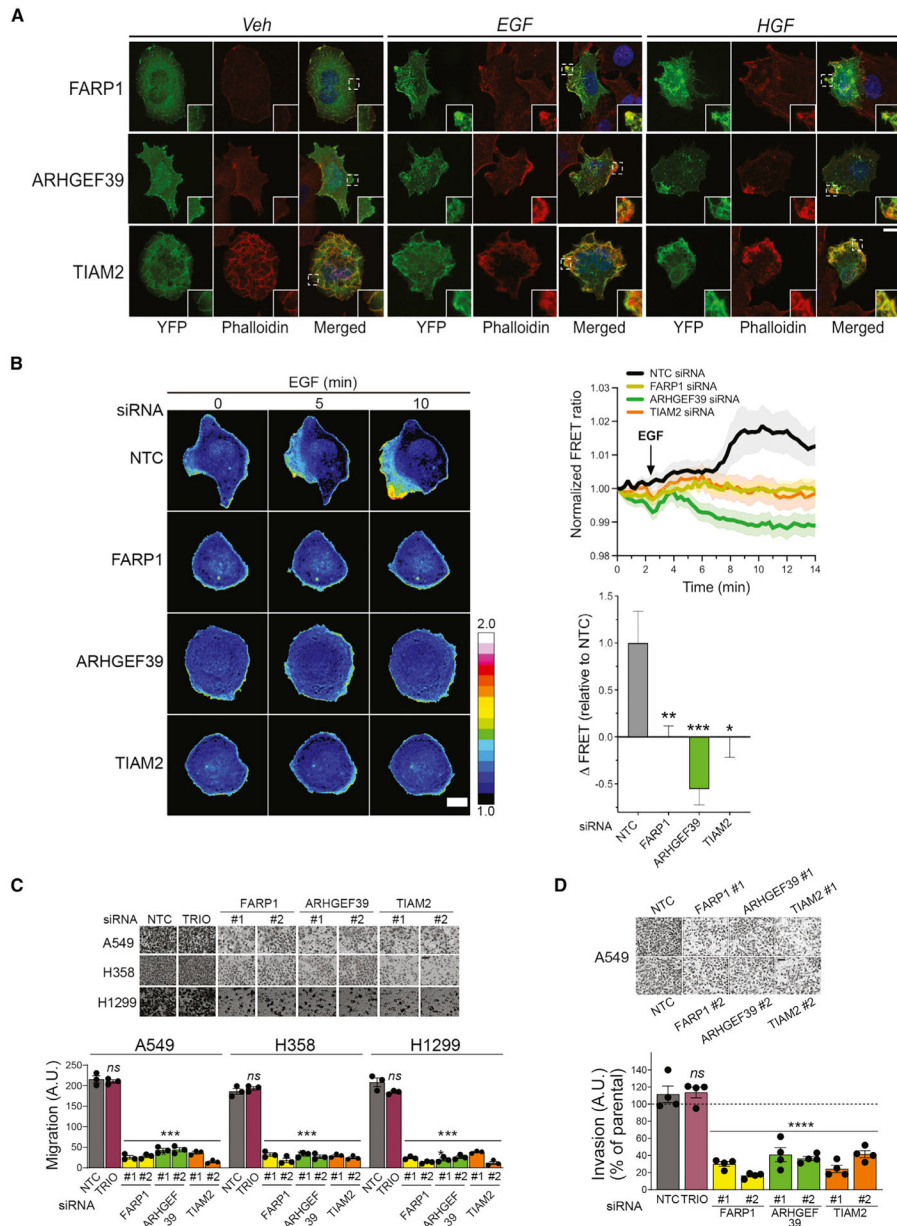 A
Veh EGF HGF
FARP1
ARHGEF39
TIAM2
YFP Phalloidin Merged YFP Phalloidin Merged YFP Phalloidin Merged
B
EGF (min)
siRNA 0 5 10
NTC
FARP1
ARHGEF39
TIAM2
2.0
1.0
NTC siRNA
FARP1 siRNA
ARHGEF39 siRNA
TIAM2 siRNA
Normalized FRET ratio
1.03
1.02
1.01
1.00
0.99
0.98
EGF
0 2 4 6 8 10 12 14
Time (min)
Δ FRET (relative to NTC)
1.5
1.0
0.5
0.0
-0.5
** *** *
siRNA
NTC FARP1 ARHGEF39 TIAM2
C
FARP1 ARHGEF39 TIAM2
siRNA NTC TRIO #1 #2 #1 #2 #1 #2
A549
H358
H1299
A549 H358 H1299
Migration (A.U.)
250
200
150
100
50
0
ns ns ns
*** *** ***
#1 #2 #1 #2 #1 #2 #1 #2 #1 #2 #1 #2 #1 #2 #1 #2 #1 #2
siRNA
NTC TRIO FARP1 ARHGEF 39 TIAM2 NTC TRIO FARP1 ARHGEF 39 TIAM2 NTC TRIO FARP1 ARHGEF 39 TIAM2
D
NTC FARP1 #1 ARHGEF39 #1 TIAM2 #1
A549
NTC FARP1 #2 ARHGEF39 #2 TIAM2 #2
Invasion (A.U.)
(% of parental)
140
120
100
80
60
40
20
0
ns
****
siRNA NTC TRIO #1 #2 #1 #2 #1 #2
FARP1 ARHGEF TIAM2
39